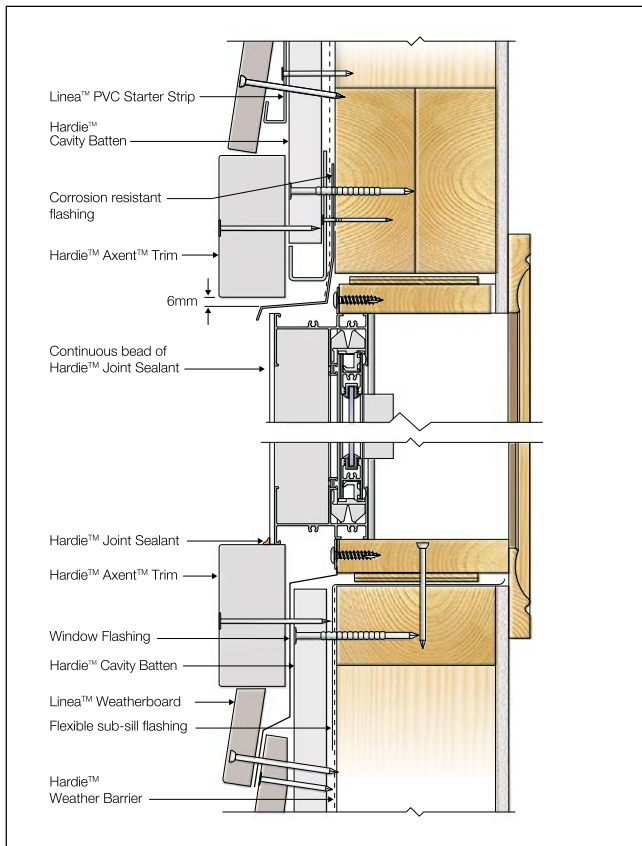 Linea™ PVC Starter Strip
Hardie™
Cavity Batten
Corrosion resistant
flashing
Hardie™ Axent™ Trim
6mm
Continuous bead of
Hardie™ Joint Sealant
Hardie™ Joint Sealant
Hardie™ Axent™ Trim
Window Flashing
Hardie™ Cavity Batten
Linea™ Weatherboard
Flexible sub-sill flashing
Hardie™
Weather Barrier